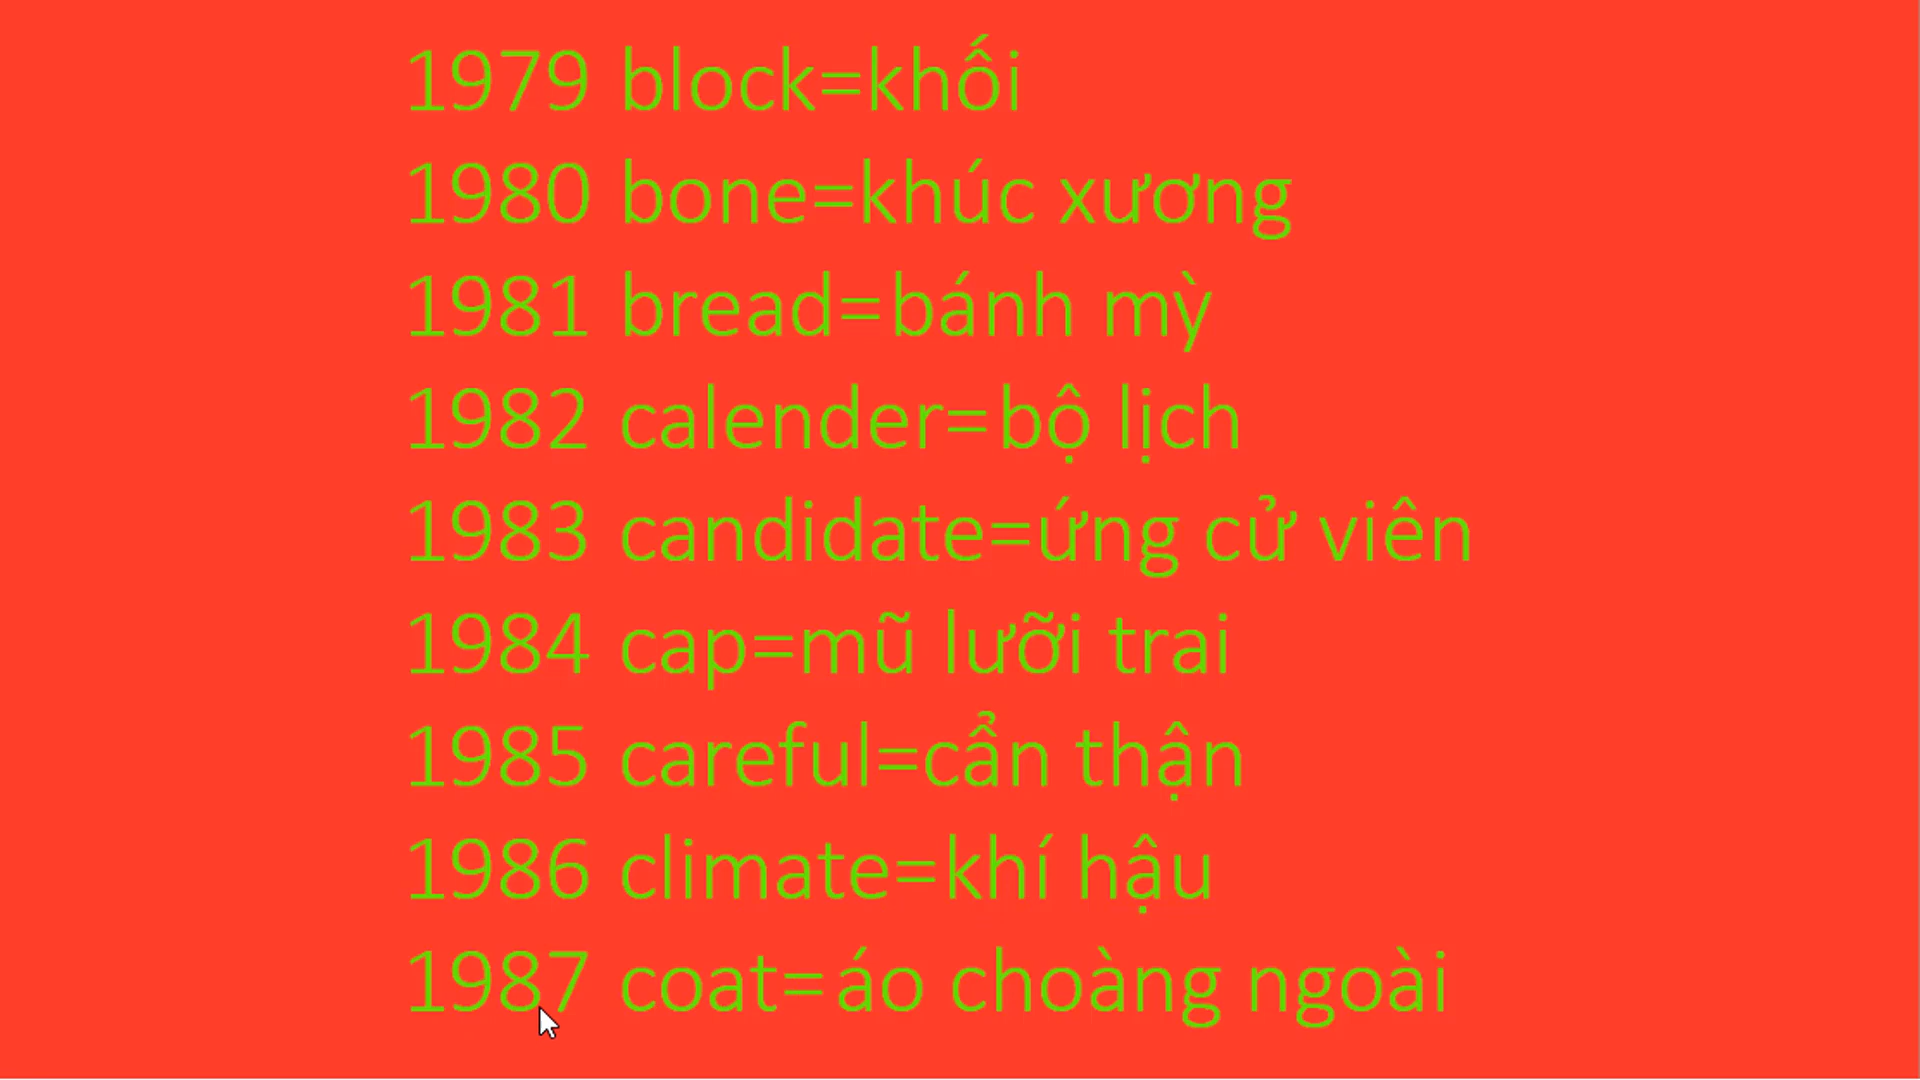 1979 block=khối
1980 bone=khúc xương
1981 bread=bánh mỳ
1982 calender=bộ lịch
1983 candidate=ứng cử viên
1984 cap=mũ lưỡi trai
1985 careful=cẩn thận
1986 climate=khí hậu
1987 coat=áo choàng ngoài